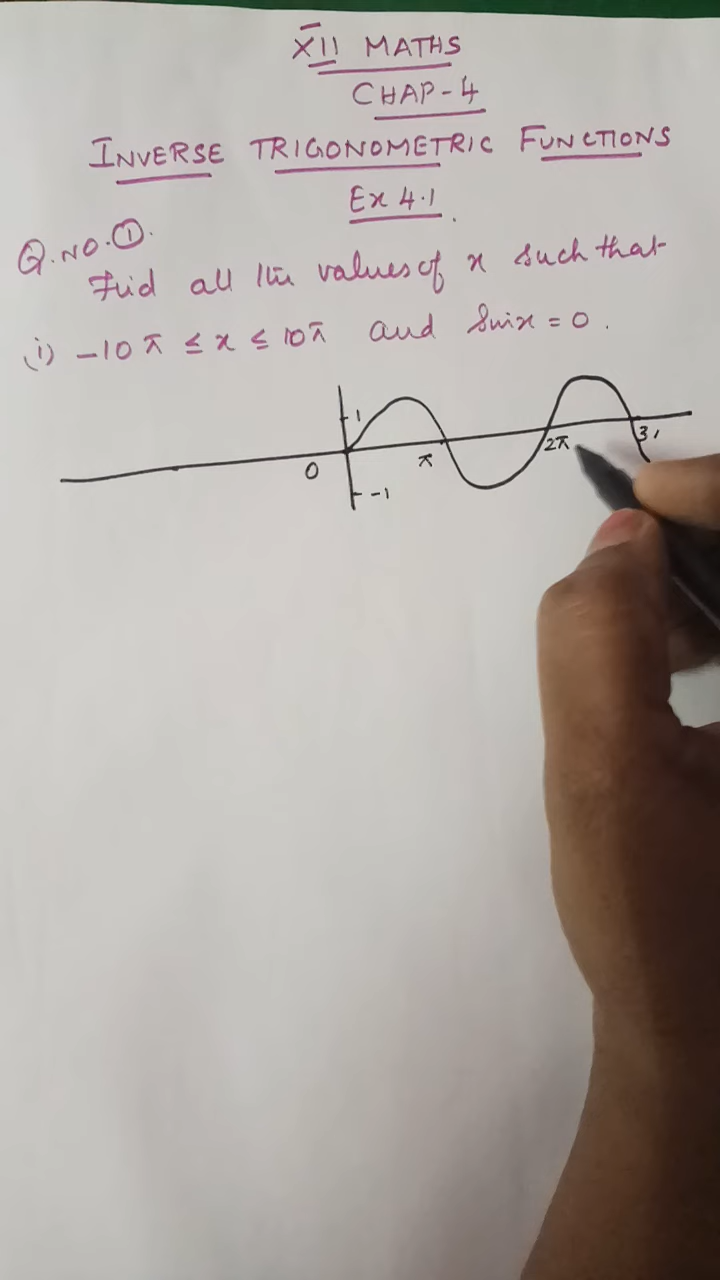 XII MATHS
CHAP-4
INVERSE TRIGONOMETRIC FUNCTIONS
Ex 4.1.
Q.NO.①.
Find all the values of x such that
(i) -10π ≤ x ≤ 10π and Sin x = 0.
1
0 π 2π 3
-1